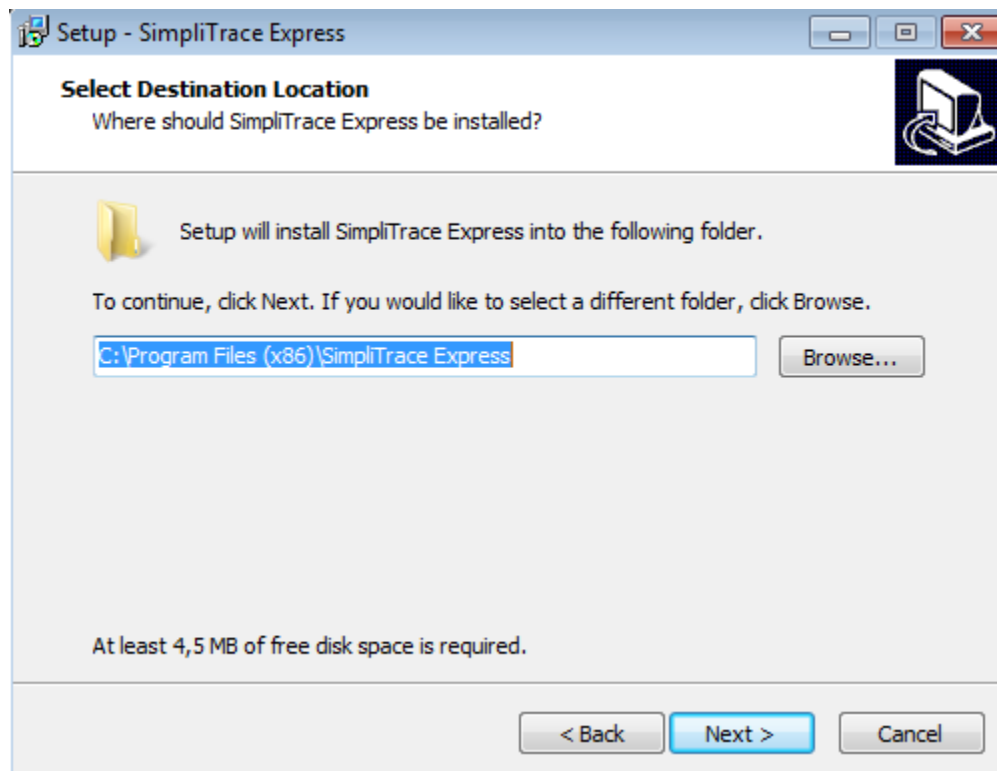 Setup - SimpliTrace Express
Select Destination Location
Where should SimpliTrace Express be installed?
Setup will install SimpliTrace Express into the following folder.
To continue, click Next. If you would like to select a different folder, click Browse.
C:\Program Files (x86)\SimpliTrace Express
Browse...
At least 4,5 MB of free disk space is required.
< Back
Next >
Cancel